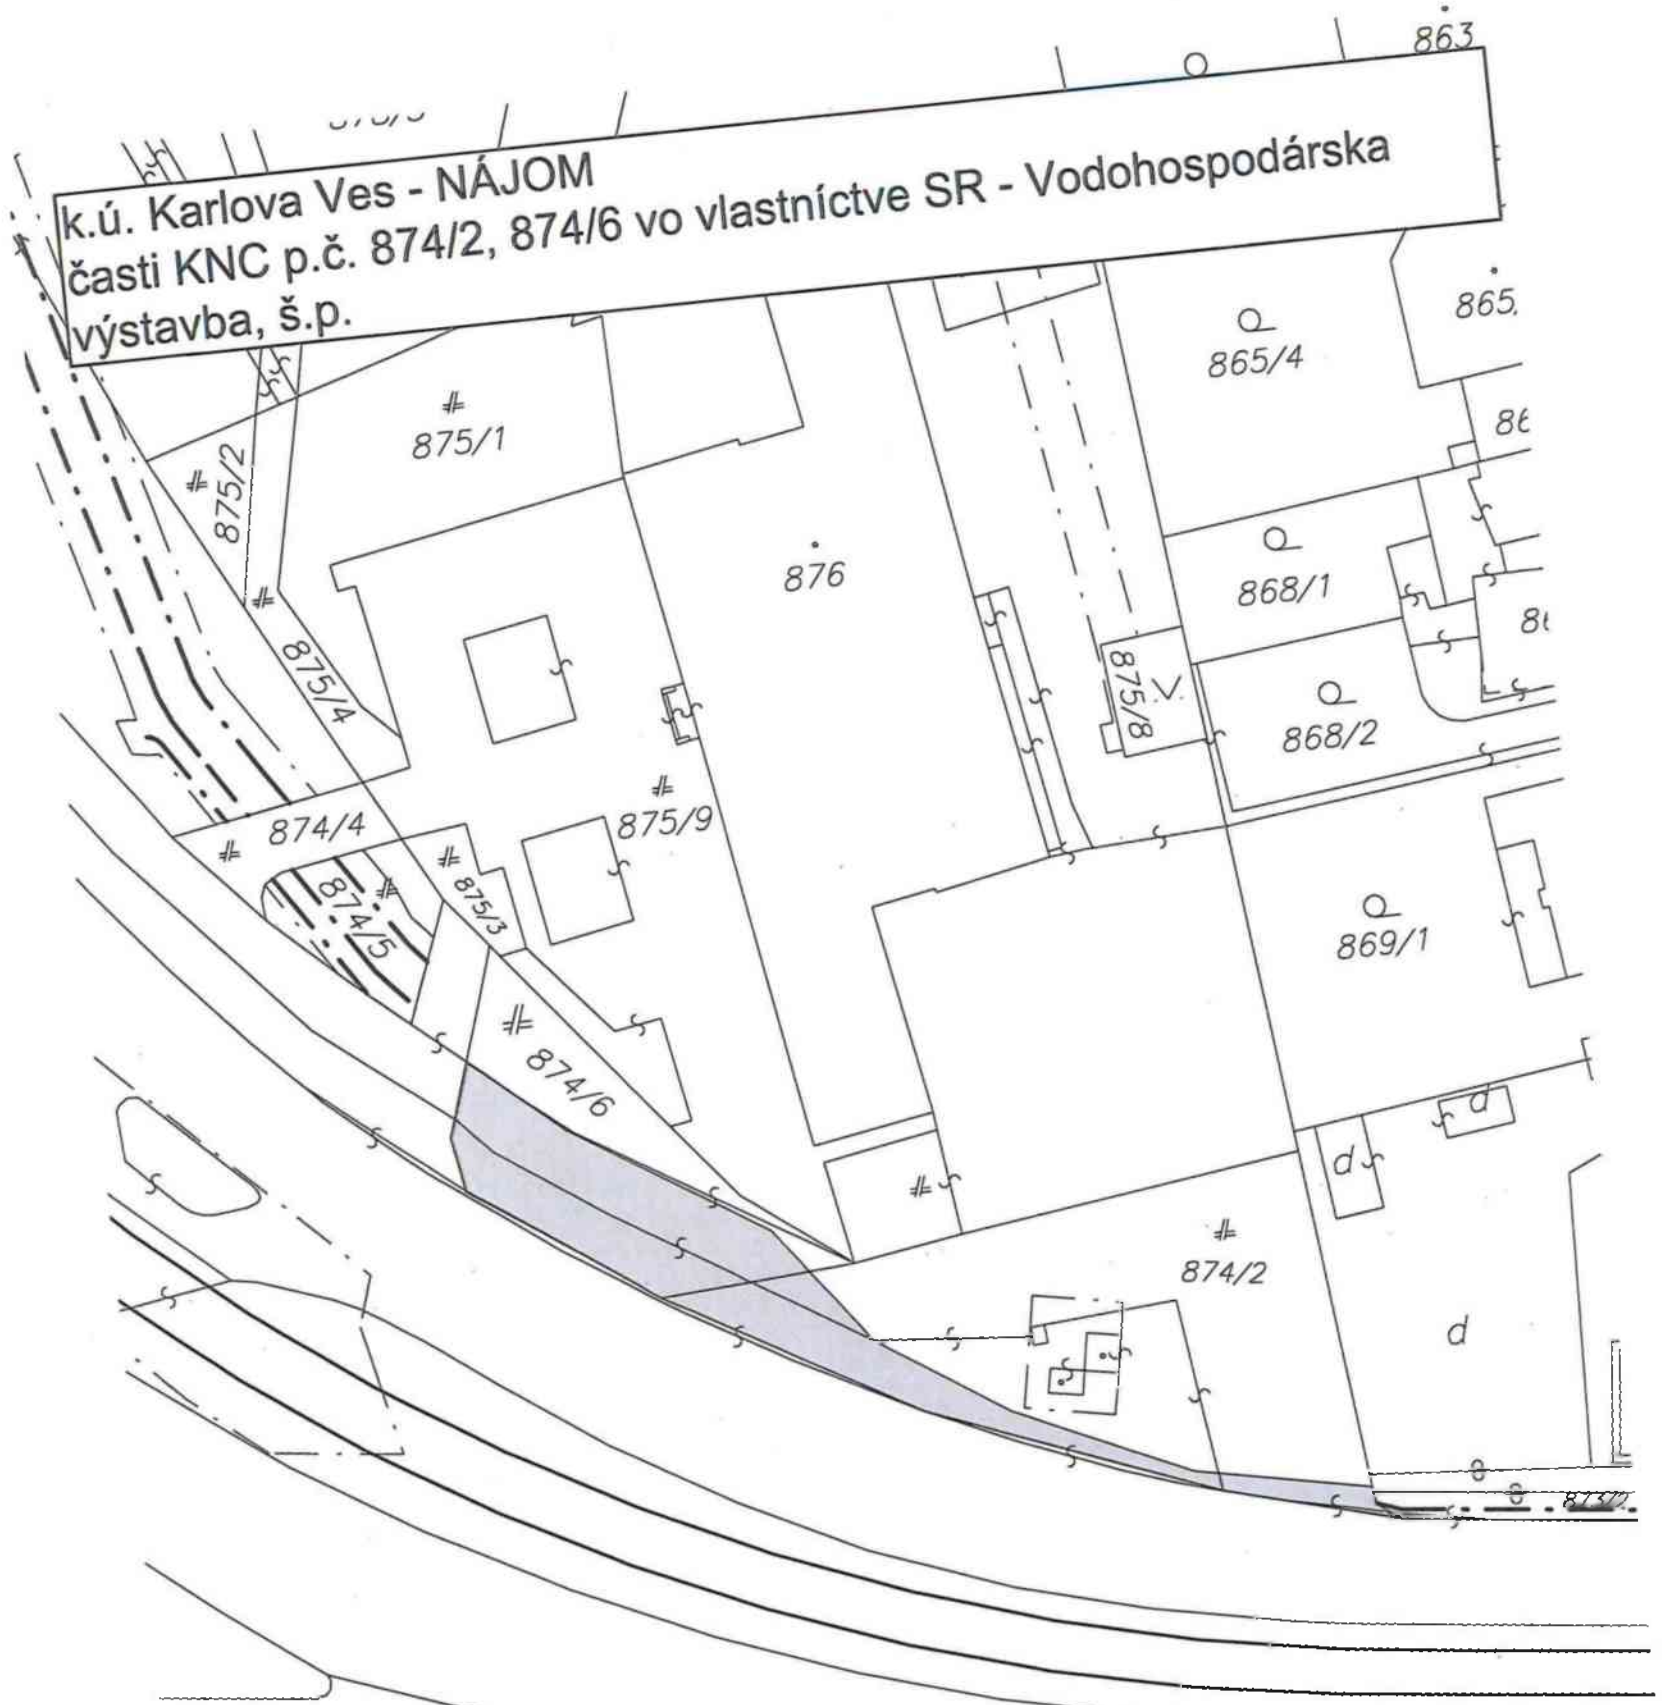 863
k.ú. Karlova Ves - NÁJOM
časti KNC p.č. 874/2, 874/6 vo vlastníctve SR - Vodohospodárska
výstavba, š.p.
865/4
875/1
875/2
876
868/1
875/4
875/8
868/2
874/4
875/9
875/3
874/5
869/1
874/6
d
d
874/2
d